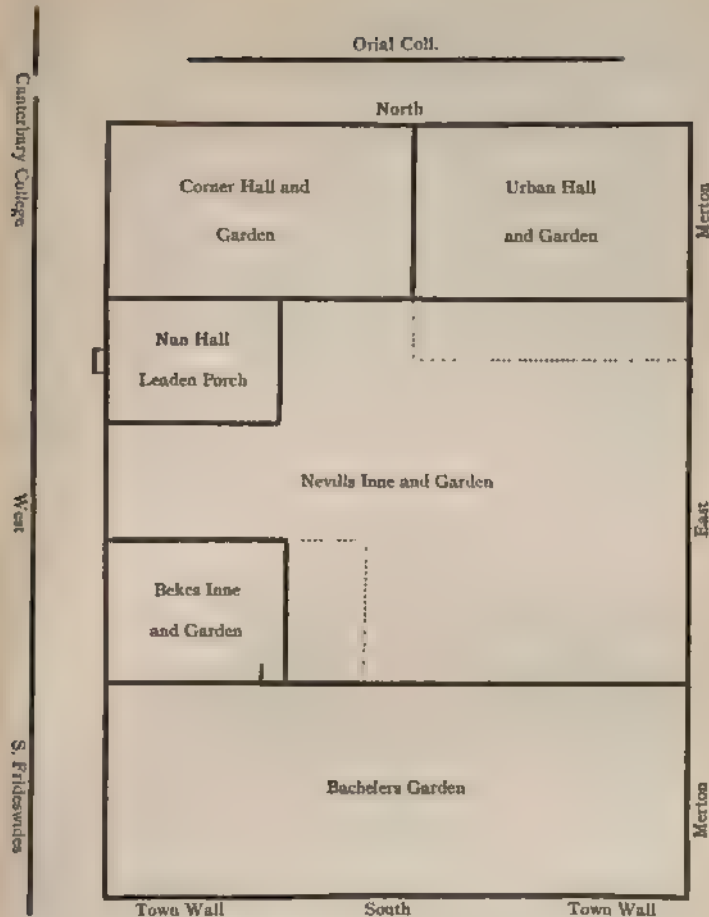 Orial Coll.
North
Canterbury College
Corner Hall and
Garden
Urban Hall
and Garden
Merton
Nun Hall
Leaden Porch
Nevills Inne and Garden
West
East
Bekes Inne
and Garden
S. Frideswides
Bachelers Garden
Merton
Town Wall
South
Town Wall